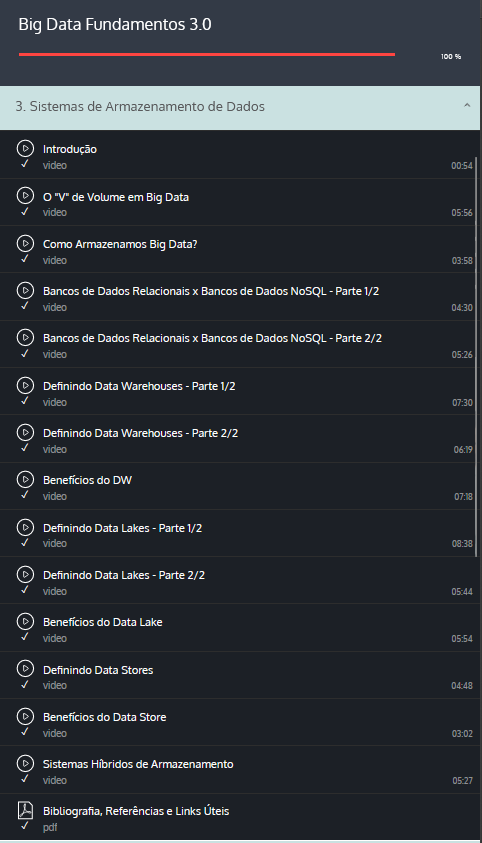 Big Data Fundamentos 3.0
100 %
3. Sistemas de Armazenamento de Dados
Introdução
video
00:54
O "V" de Volume em Big Data
video
05:56
Como Armazenamos Big Data?
video
03:58
Bancos de Dados Relacionais x Bancos de Dados NoSQL - Parte 1/2
video
04:30
Bancos de Dados Relacionais x Bancos de Dados NoSQL - Parte 2/2
video
05:26
Definindo Data Warehouses - Parte 1/2
video
07:30
Definindo Data Warehouses - Parte 2/2
video
06:19
Benefícios do DW
video
07:18
Definindo Data Lakes - Parte 1/2
video
08:38
Definindo Data Lakes - Parte 2/2
video
05:44
Benefícios do Data Lake
video
05:54
Definindo Data Stores
video
04:48
Benefícios do Data Store
video
03:02
Sistemas Híbridos de Armazenamento
video
05:27
Bibliografia, Referências e Links Úteis
pdf